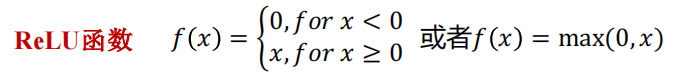 ReLU函数 f(x) = {0, for x < 0 或者f(x) = max(0, x)
x, for x ≥ 0